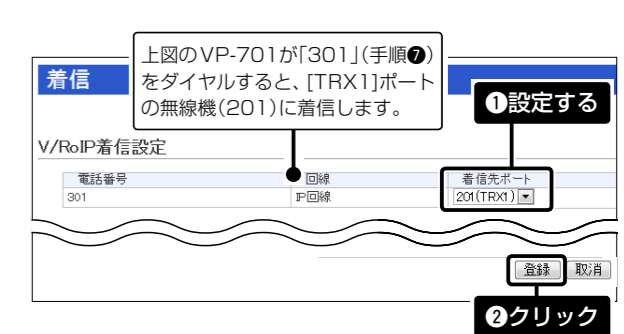 上図のVP-701が「301」(手順❼)
をダイヤルすると、[TRX1]ポート
の無線機(201)に着信します。
着信
❶設定する
V/RoIP着信設定
電話番号 回線 着信先ポート
301 IP回線 201(TRX1)
登録 取消
❷クリック